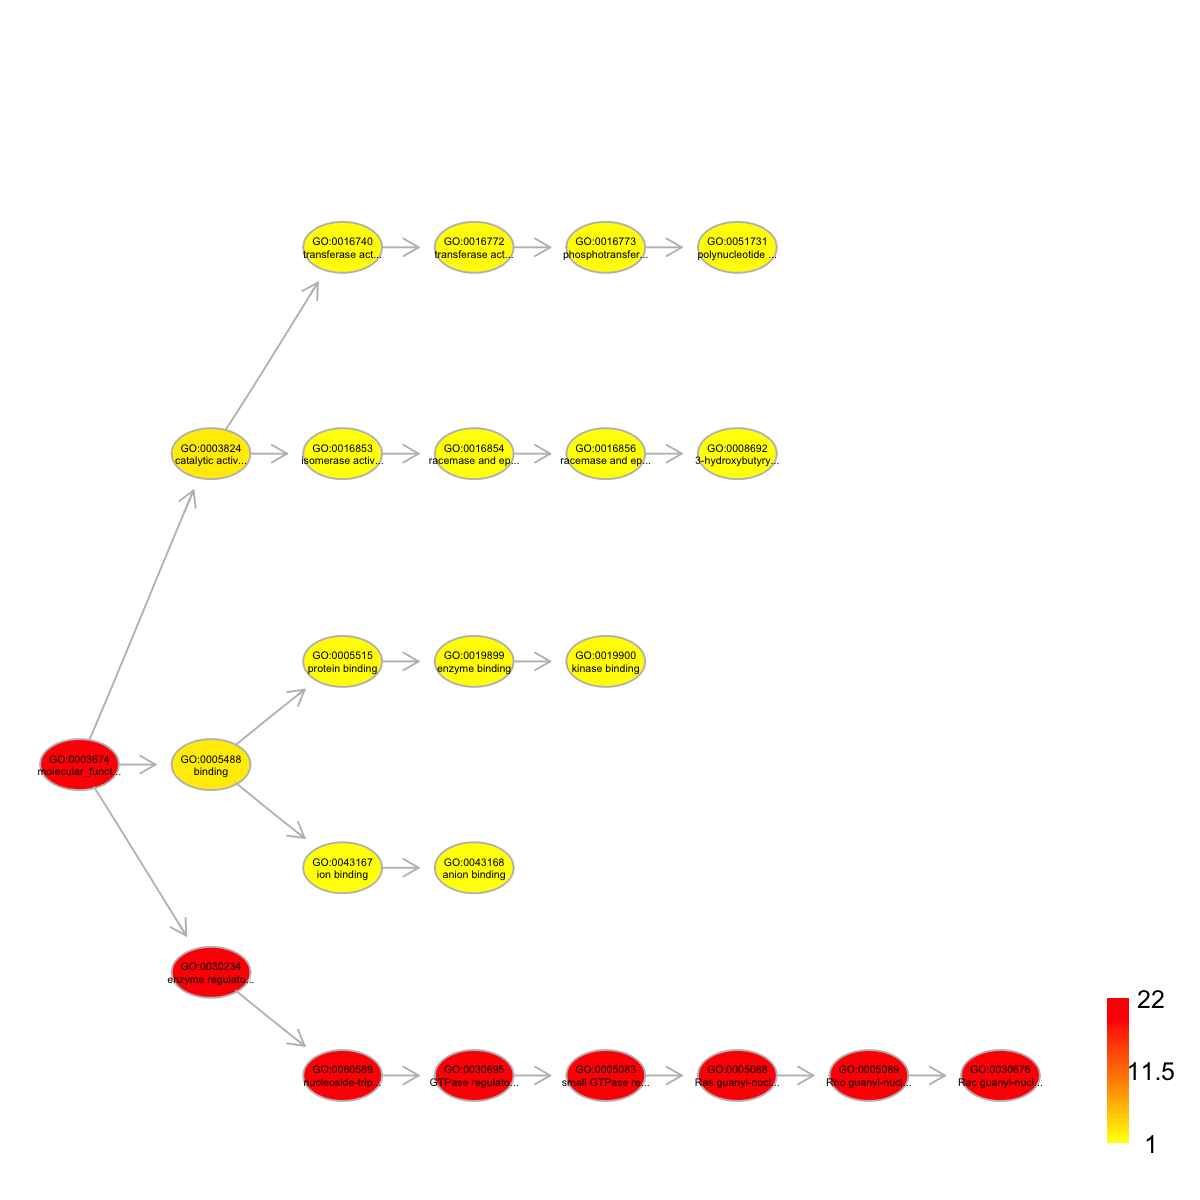 GO:0016740
transferase act...
GO:0016772
transferase act...
GO:0016773
phosphotransfer...
GO:0051731
polynucleotide ...
GO:0003824
catalytic activ...
GO:0016853
isomerase activ...
GO:0016854
racemase and ep...
GO:0016856
racemase and ep...
GO:0008692
3-hydroxybutyry...
GO:0005515
protein binding
GO:0019899
enzyme binding
GO:0019900
kinase binding
GO:0003674
molecular_funct...
GO:0005488
binding
GO:0043167
ion binding
GO:0043168
anion binding
GO:0030234
enzyme regulato...
GO:0060589
nucleoside-trip...
GO:0030695
GTPase regulato...
GO:0005083
small GTPase re...
GO:0005088
Ras guanyl-nucl...
GO:0005089
Rho guanyl-nucl...
GO:0030676
Rac guanyl-nucl...
22
11.5
1